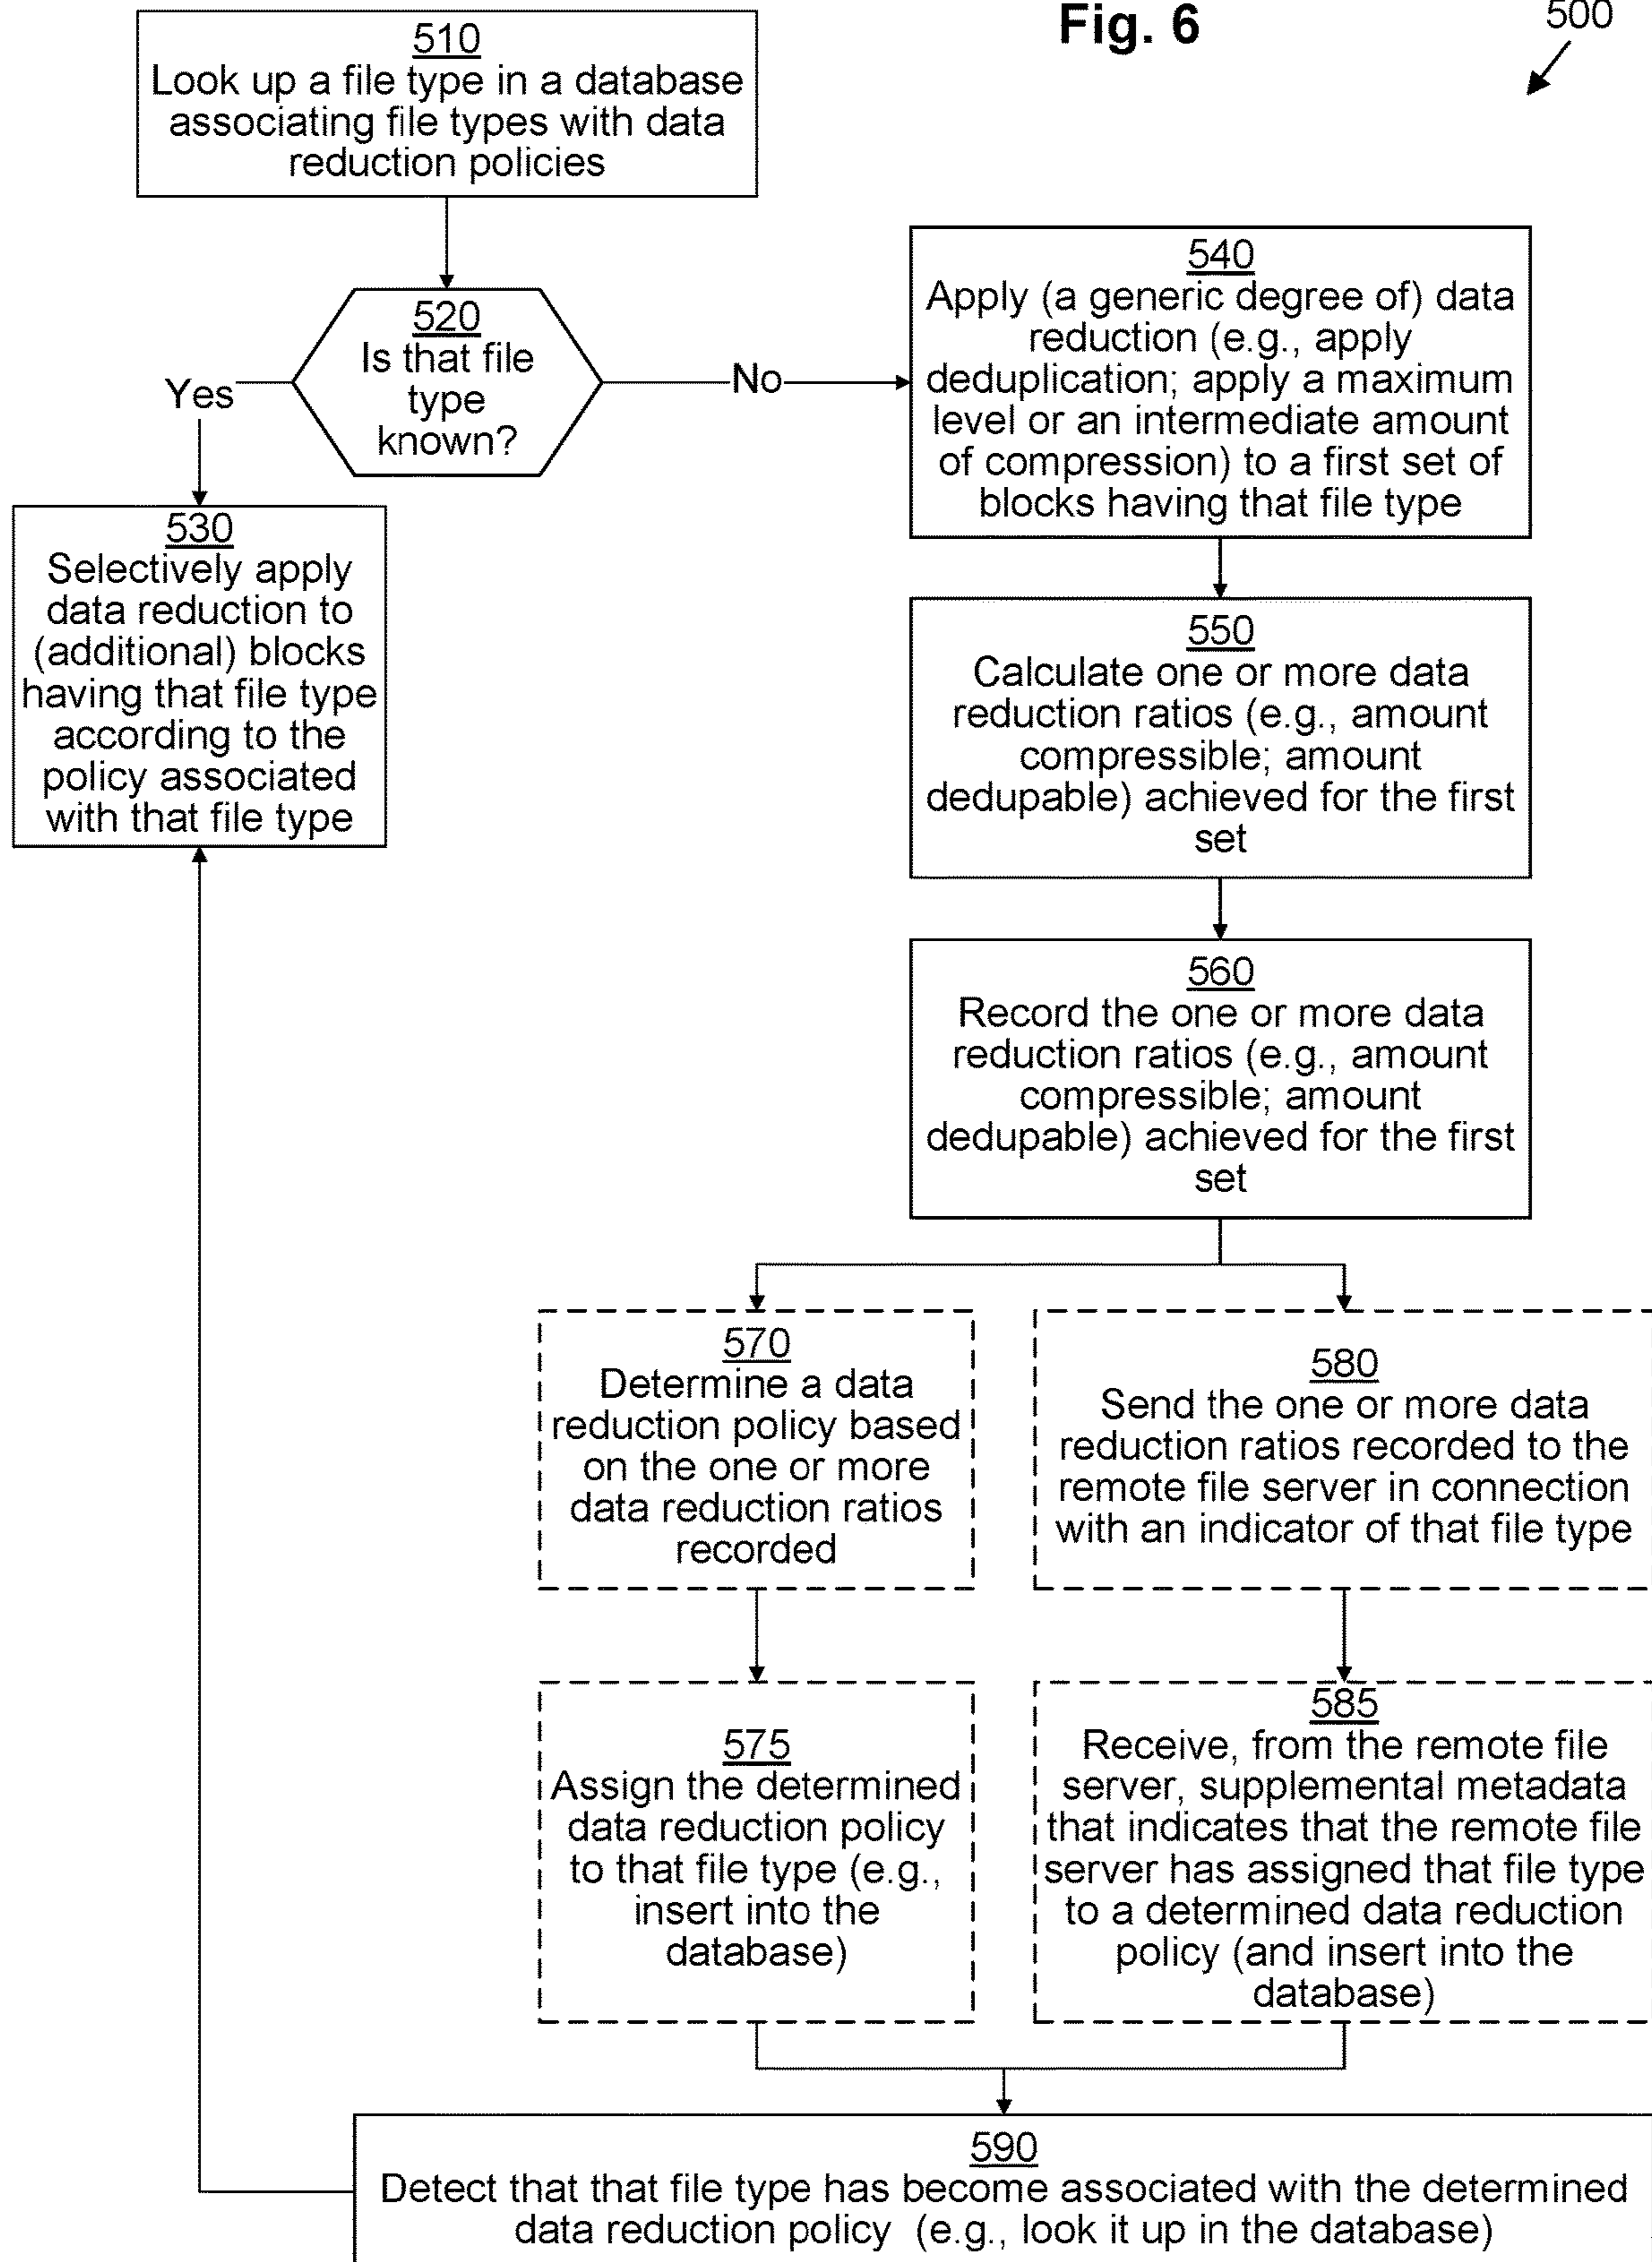 Fig. 6
500
510
Look up a file type in a database
associating file types with data
reduction policies
520
Is that file
type
known?
Yes
No
530
Selectively apply
data reduction to
(additional) blocks
having that file type
according to the
policy associated
with that file type
540
Apply (a generic degree of) data
reduction (e.g., apply
deduplication; apply a maximum
level or an intermediate amount
of compression) to a first set of
blocks having that file type
550
Calculate one or more data
reduction ratios (e.g., amount
compressible; amount
dedupable) achieved for the first
set
560
Record the one or more data
reduction ratios (e.g., amount
compressible; amount
dedupable) achieved for the first
set
570
Determine a data
reduction policy based
on the one or more
data reduction ratios
recorded
580
Send the one or more data
reduction ratios recorded to the
remote file server in connection
with an indicator of that file type
575
Assign the determined
data reduction policy
to that file type (e.g.,
insert into the
database)
585
Receive, from the remote file
server, supplemental metadata
that indicates that the remote file
server has assigned that file type
to a determined data reduction
policy (and insert into the
database)
590
Detect that that file type has become associated with the determined
data reduction policy (e.g., look it up in the database)